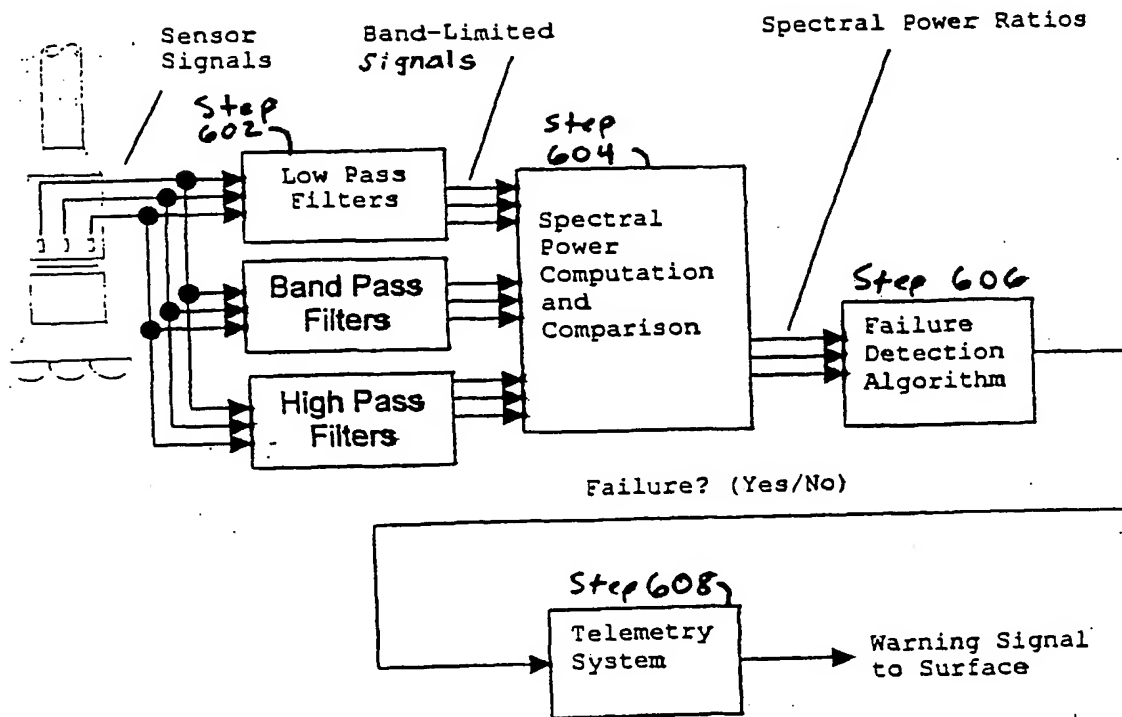 Sensor
Signals
Band-Limited
Signals
Spectral Power Ratios
Step
602
Low Pass
Filters
Step
604
Spectral
Power
Computation
and
Comparison
Band Pass
Filters
High Pass
Filters
Step 606
Failure
Detection
Algorithm
Failure? (Yes/No)
Step 608
Telemetry
System
Warning Signal
to Surface